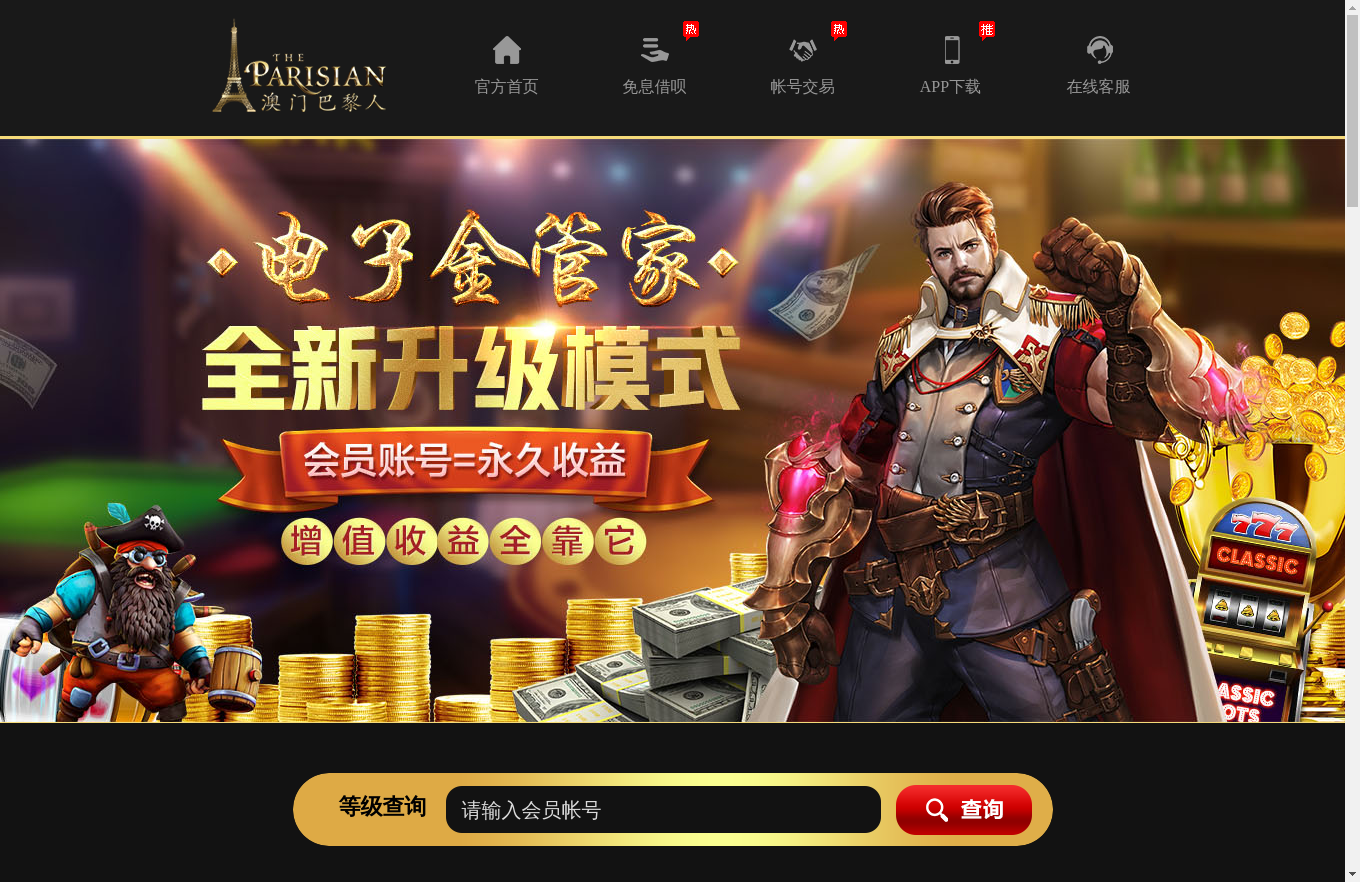 THE
PARISIAN
澳门巴黎人
官方首页
热
免息借呗
热
帐号交易
推
APP下载
在线客服
电子金管家
全新升级模式
会员账号=永久收益
增值收益全靠它
777
CLASSIC
ASSIC
OTS
等级查询
请输入会员帐号
查询